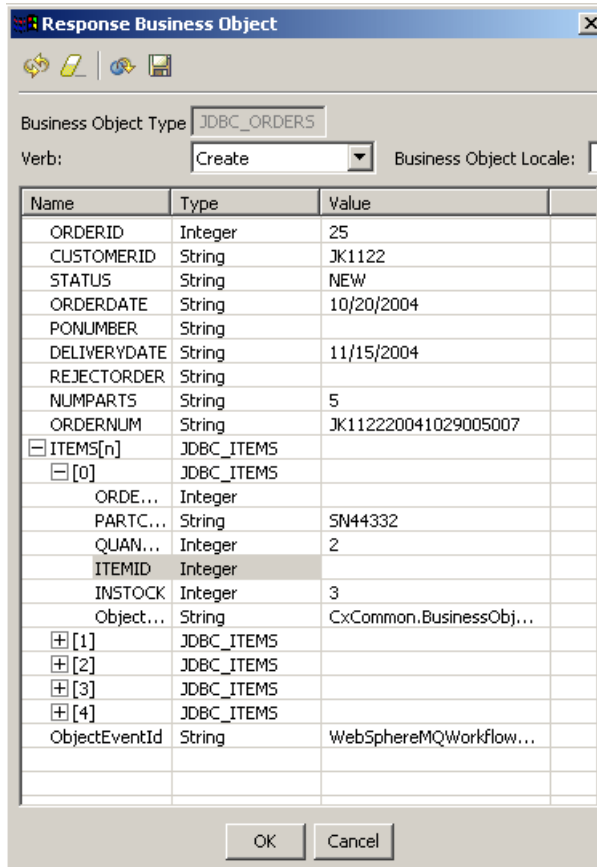 Response Business Object
Business Object Type JDBC_ORDERS
Verb: Create Business Object Locale:
Name Type Value
ORDERID Integer 25
CUSTOMERID String JK1122
STATUS String NEW
ORDERDATE String 10/20/2004
PONUMBER String
DELIVERYDATE String 11/15/2004
REJECTORDER String
NUMPARTS String 5
ORDERNUM String JK112220041029005007
ITEMS[n] JDBC_ITEMS
[0] JDBC_ITEMS
ORDE... Integer
PARTC... String SN44332
QUAN... Integer 2
ITEMID Integer
INSTOCK Integer 3
Object... String CxCommon.BusinessObj...
[1] JDBC_ITEMS
[2] JDBC_ITEMS
[3] JDBC_ITEMS
[4] JDBC_ITEMS
ObjectEventId String WebSphereMQWorkflow...
OK Cancel